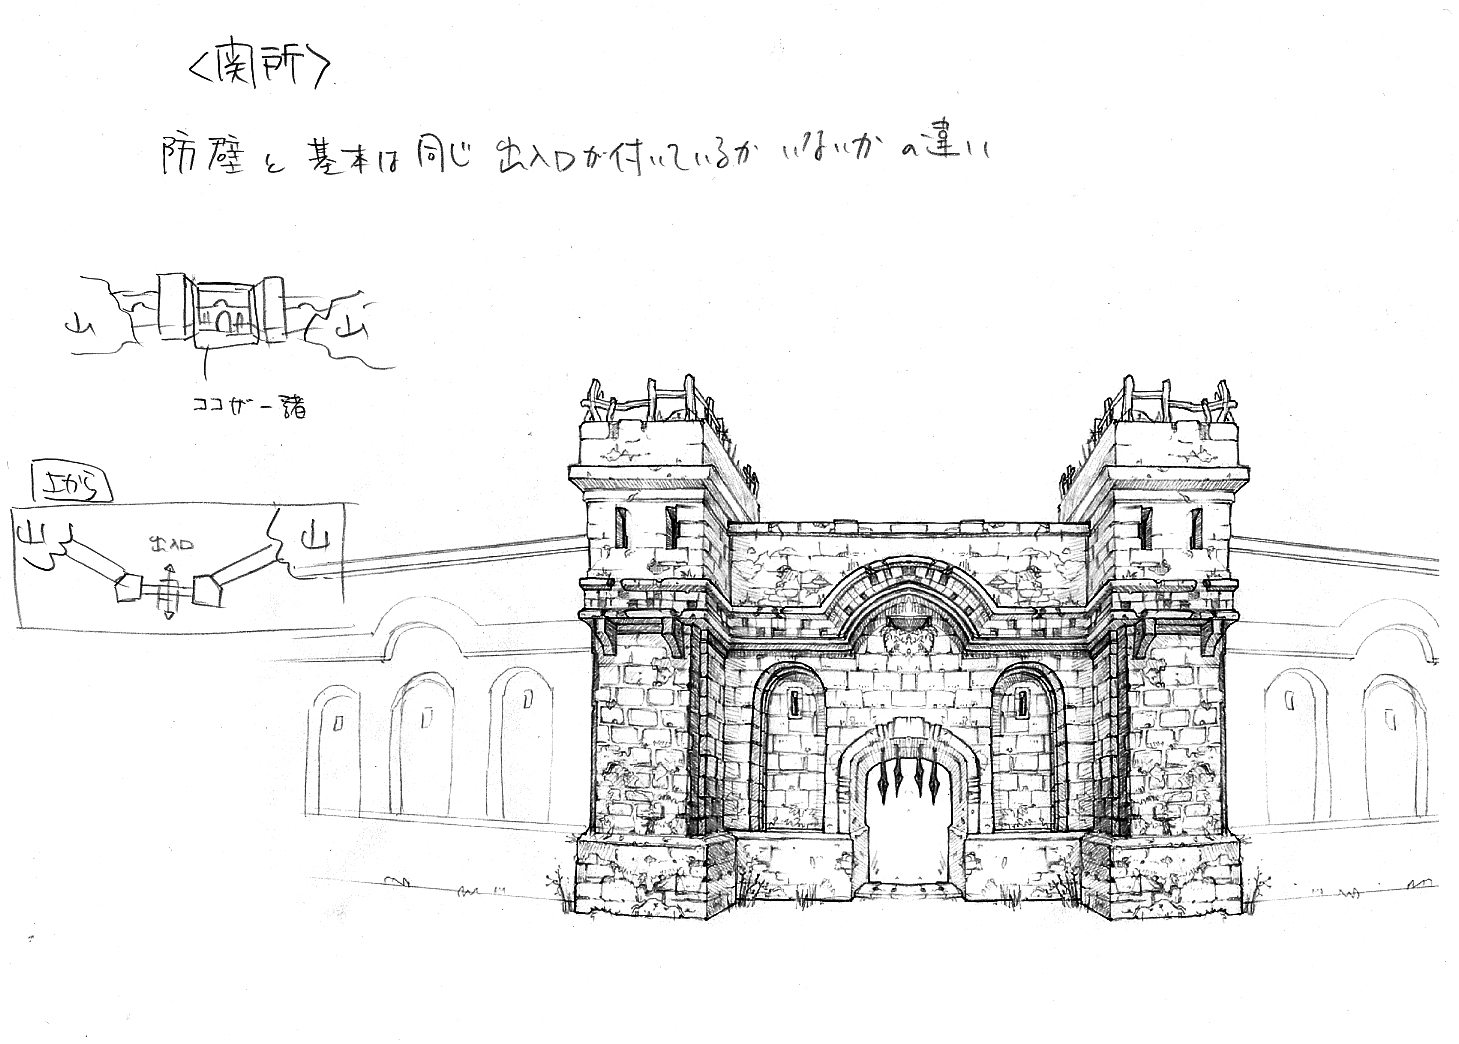 <関所>
防壁と基本は同じ 出入口が付いているか いないかの違い
山
山
ココが一諸
上から
山
山
出入口